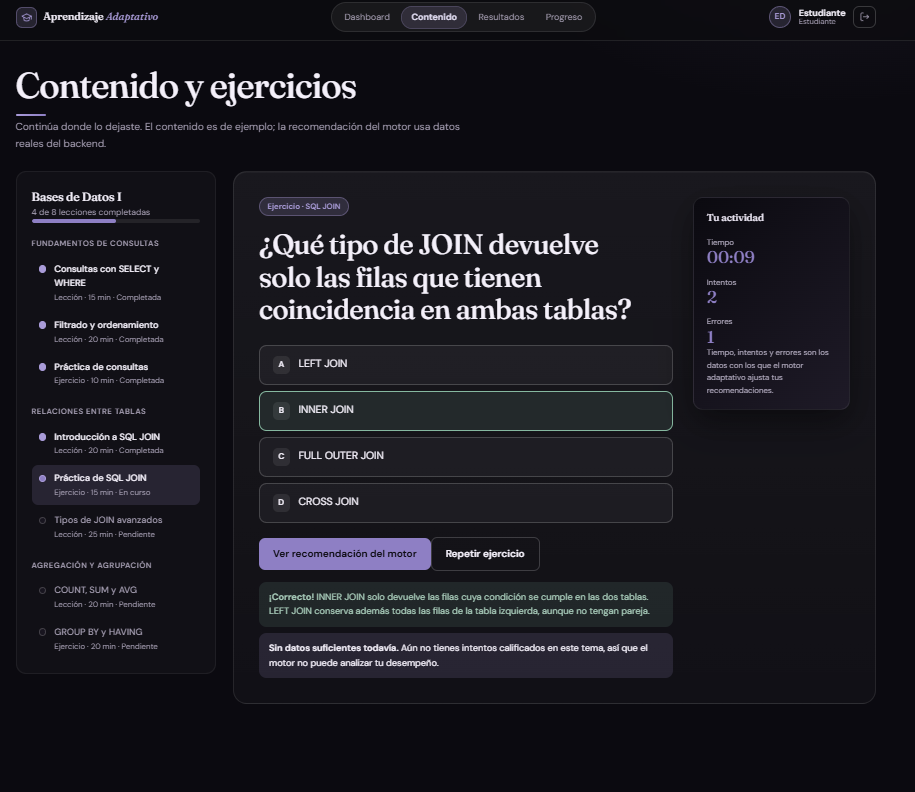 Aprendizaje Adaptativo
Dashboard
Contenido
Resultados
Progreso
ED
Estudiante
Estudiante
Contenido y ejercicios
Continúa donde lo dejaste. El contenido es de ejemplo; la recomendación del motor usa datos
reales del backend.
Bases de Datos I
4 de 8 lecciones completadas
FUNDAMENTOS DE CONSULTAS
Consultas con SELECT y
WHERE
Lección · 15 min · Completada
Filtrado y ordenamiento
Lección · 20 min · Completada
Práctica de consultas
Ejercicio · 10 min · Completada
RELACIONES ENTRE TABLAS
Introducción a SQL JOIN
Lección · 20 min · Completada
Práctica de SQL JOIN
Ejercicio · 15 min · En curso
Tipos de JOIN avanzados
Lección · 25 min · Pendiente
AGREGACIÓN Y AGRUPACIÓN
COUNT, SUM y AVG
Lección · 20 min · Pendiente
GROUP BY y HAVING
Ejercicio · 20 min · Pendiente
Ejercicio · SQL JOIN
¿Qué tipo de JOIN devuelve
solo las filas que tienen
coincidencia en ambas tablas?
A LEFT JOIN
B INNER JOIN
C FULL OUTER JOIN
D CROSS JOIN
Ver recomendación del motor
Repetir ejercicio
¡Correcto! INNER JOIN solo devuelve las filas cuya condición se cumple en las dos tablas.
LEFT JOIN conserva además todas las filas de la tabla izquierda, aunque no tengan pareja.
Sin datos suficientes todavía. Aún no tienes intentos calificados en este tema, así que el
motor no puede analizar tu desempeño.
Tu actividad
Tiempo
00:09
Intentos
2
Errores
1
Tiempo, intentos y errores son los
datos con los que el motor
adaptativo ajusta tus
recomendaciones.